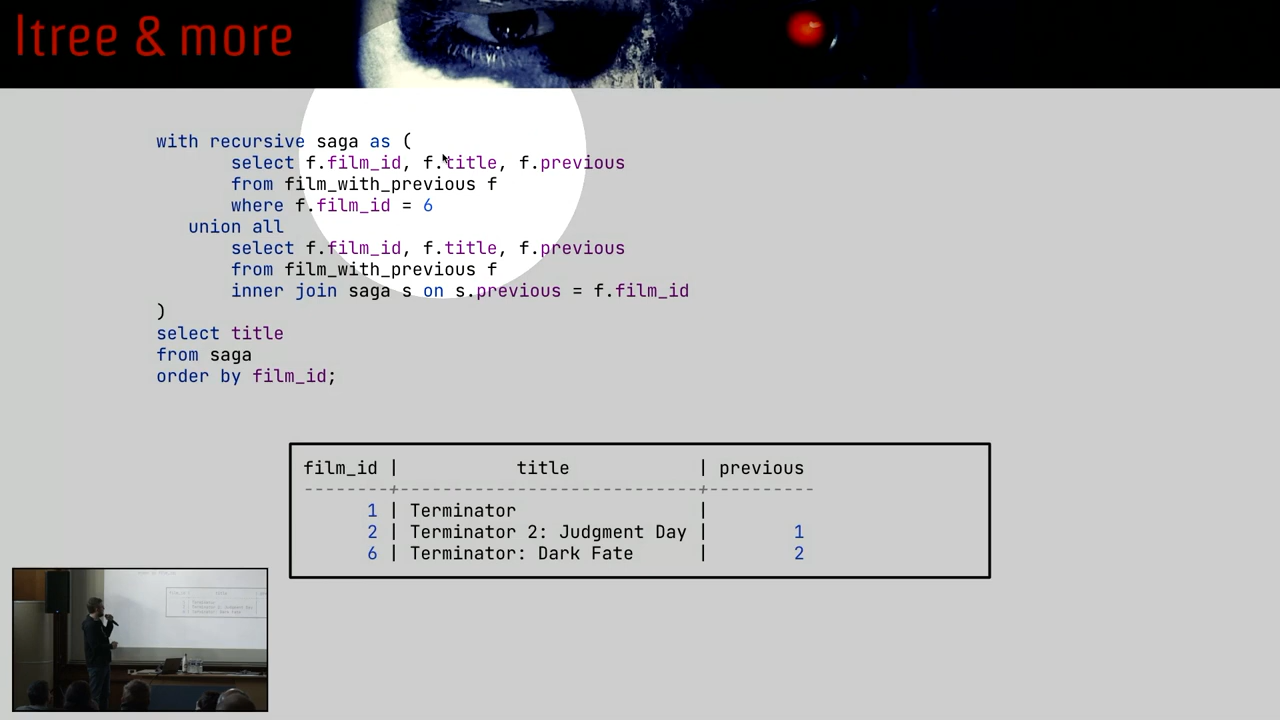 ltree & more
with recursive saga as (
select f.film_id, f.title, f.previous
from film_with_previous f
where f.film_id = 6
union all
select f.film_id, f.title, f.previous
from film_with_previous f
inner join saga s on s.previous = f.film_id
)
select title
from saga
order by film_id;
film_id | title | previous
--------+-----------------------------+----------
1 | Terminator |
2 | Terminator 2: Judgment Day | 1
6 | Terminator: Dark Fate | 2